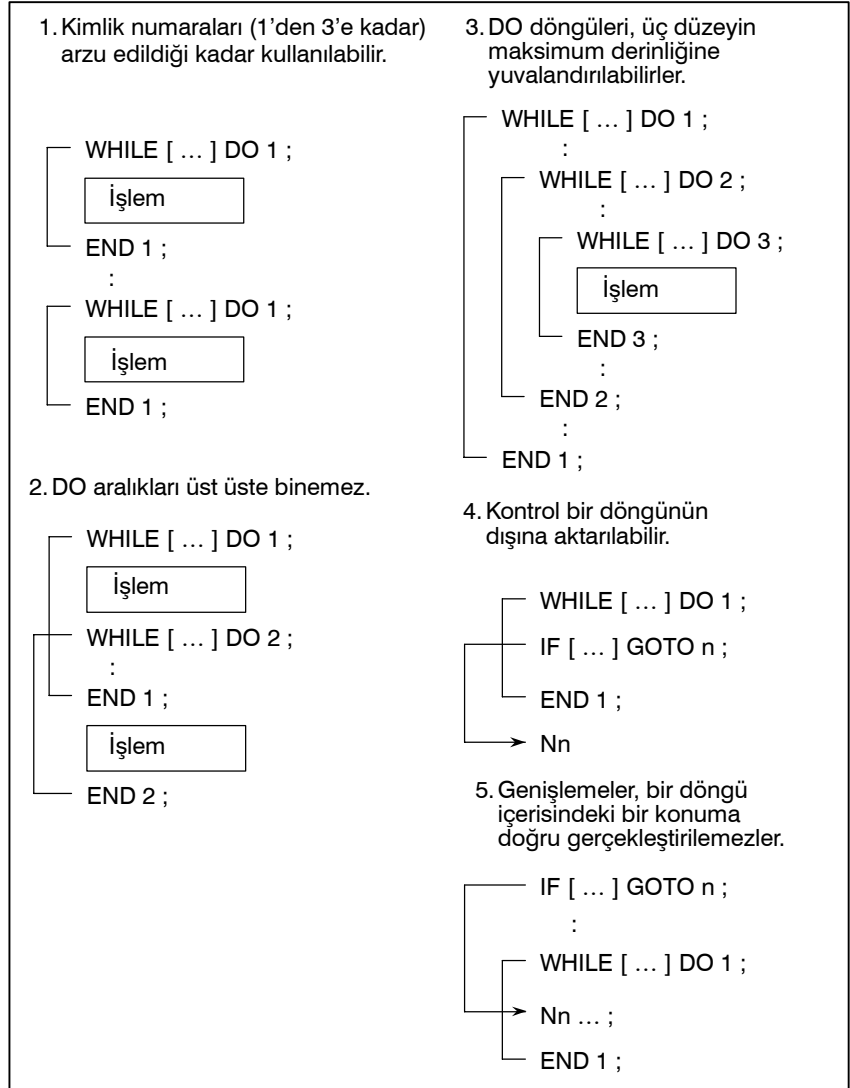 1. Kimlik numaraları (1’den 3’e kadar)
arzu edildiği kadar kullanılabilir.
WHILE [ … ] DO 1 ;
İşlem
END 1 ;
:
WHILE [ … ] DO 1 ;
İşlem
END 1 ;
2. DO aralıkları üst üste binemez.
WHILE [ … ] DO 1 ;
İşlem
WHILE [ … ] DO 2 ;
:
END 1 ;
İşlem
END 2 ;
3. DO döngüleri, üç düzeyin
maksimum derinliğine
yuvalandırılabilirler.
WHILE [ … ] DO 1 ;
:
WHILE [ … ] DO 2 ;
:
WHILE [ … ] DO 3 ;
İşlem
END 3 ;
:
END 2 ;
:
END 1 ;
4. Kontrol bir döngünün
dışına aktarılabilir.
WHILE [ … ] DO 1 ;
IF [ … ] GOTO n ;
END 1 ;
Nn
5. Genişlemeler, bir döngü
içerisindeki bir konuma
doğru gerçekleştirilemezler.
IF [ … ] GOTO n ;
:
WHILE [ … ] DO 1 ;
Nn … ;
END 1 ;